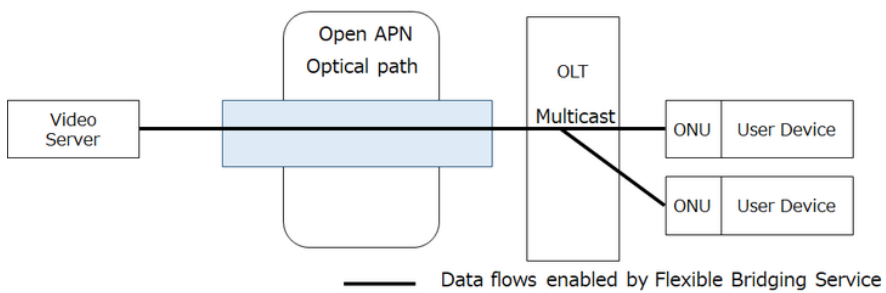 Open APN
Optical path
OLT
Video
Server
Multicast
ONU
User Device
ONU
User Device
Data flows enabled by Flexible Bridging Service